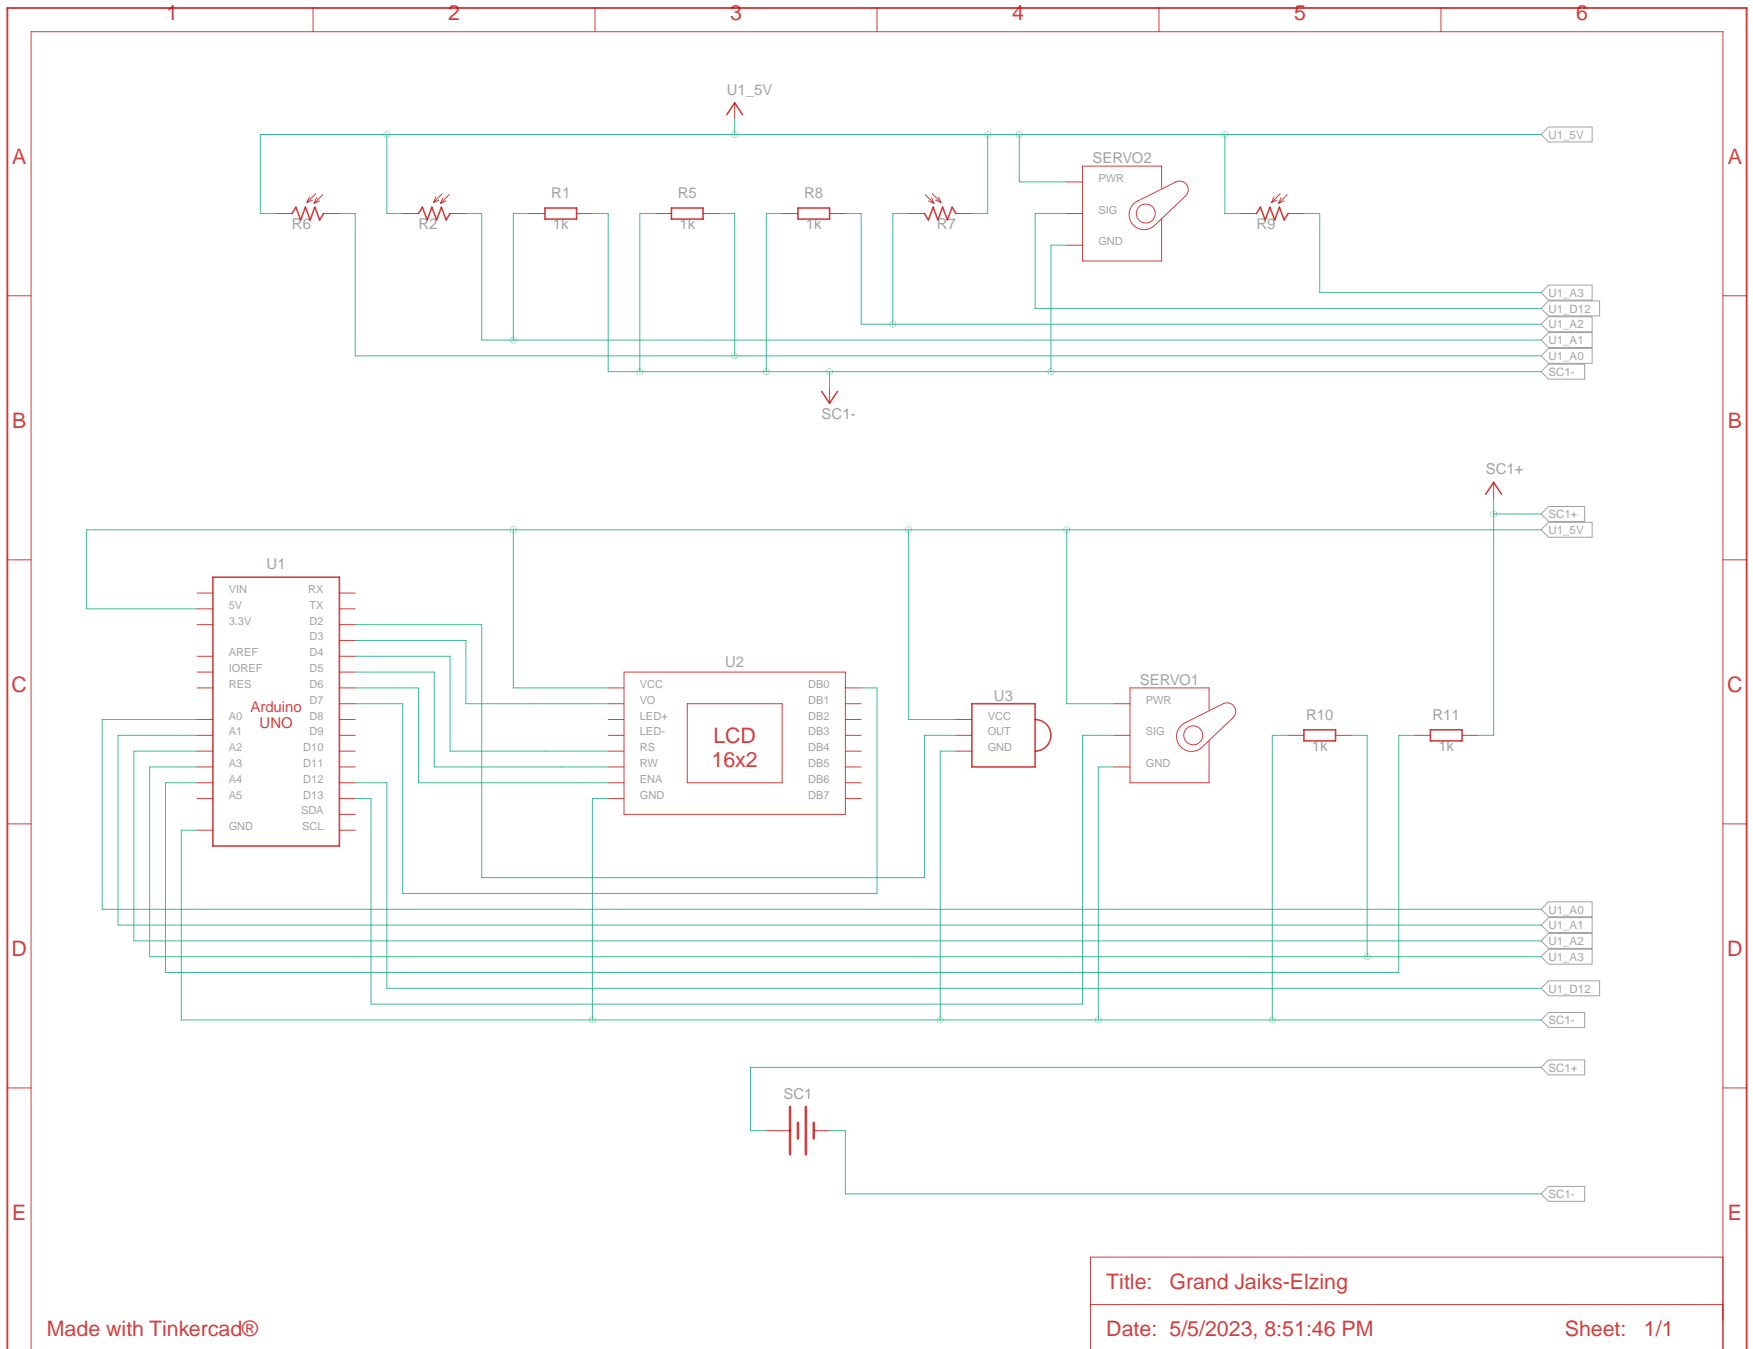 1 2 3 4 5 6
U1_5V
U1_5V
A A
SERVO2
PWR
SIG
GND
R1
1k
R5
1k
R8
1k
R6
R2
R7
R9
U1_A3
U1_D12
U1_A2
U1_A1
U1_A0
SC1-
SC1-
B B
SC1+
SC1+
U1_5V
U1
VIN RX
5V TX
3.3V D2
D3
AREF D4
IOREF D5
RES D6
D7
Arduino
UNO
A0 D8
A1 D9
A2 D10
A3 D11
A4 D12
A5 D13
SDA
GND SCL
C C
U2
VCC DB0
VO DB1
LED+ DB2
LED- DB3
RS DB4
RW DB5
ENA DB6
GND DB7
LCD
16x2
U3
VCC
OUT
GND
SERVO1
PWR
SIG
GND
R10
1k
R11
1k
D D
U1_A0
U1_A1
U1_A2
U1_A3
U1_D12
SC1-
SC1+
SC1
SC1-
E E
Title: Grand Jaiks-Elzing
Made with Tinkercad®
Date: 5/5/2023, 8:51:46 PM Sheet: 1/1